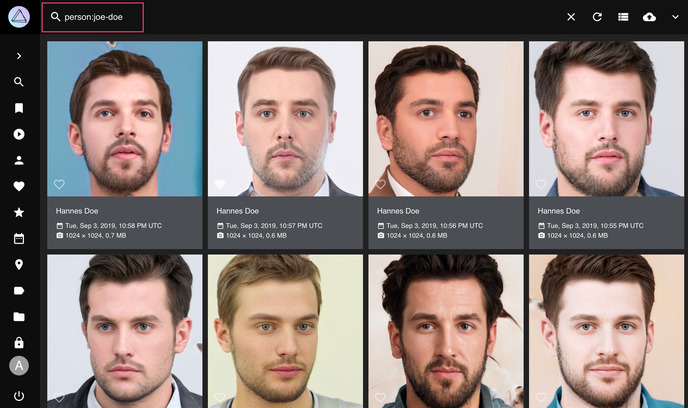 person:joe-doe
Hannes Doe
Tue, Sep 3, 2019, 10:58 PM UTC
1024 × 1024, 0.7 MB
Hannes Doe
Tue, Sep 3, 2019, 10:57 PM UTC
1024 × 1024, 0.6 MB
Hannes Doe
Tue, Sep 3, 2019, 10:56 PM UTC
1024 × 1024, 0.6 MB
Hannes Doe
Tue, Sep 3, 2019, 10:55 PM UTC
1024 × 1024, 0.6 MB
A